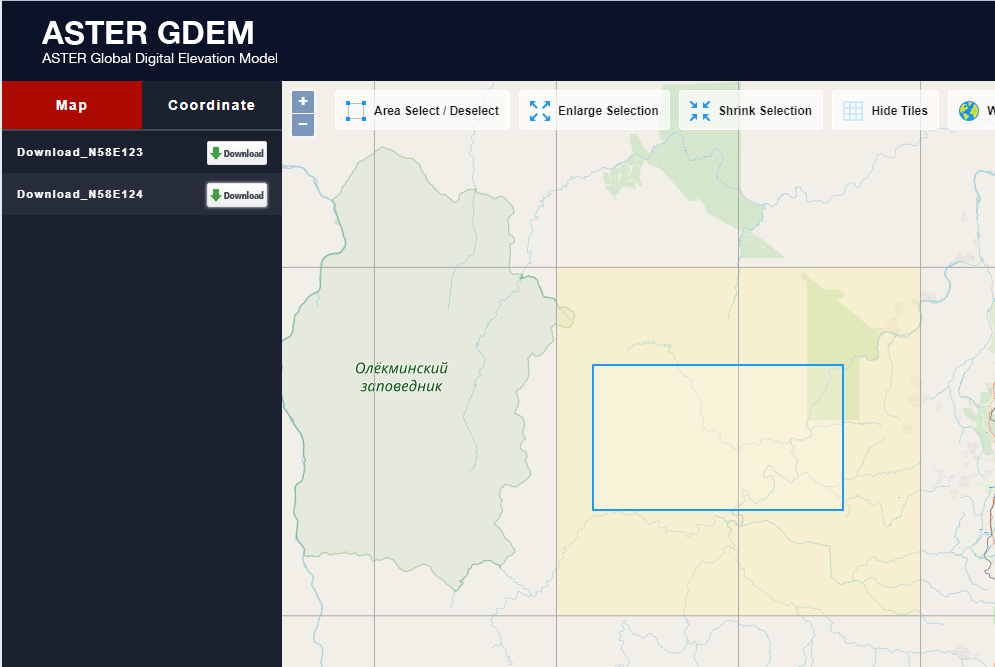 ASTER GDEM
ASTER Global Digital Elevation Model
Map
Coordinate
Download_N58E123
Download
Download_N58E124
Download
+
−
Area Select / Deselect
Enlarge Selection
Shrink Selection
Hide Tiles
W
Олёкминский
заповедник